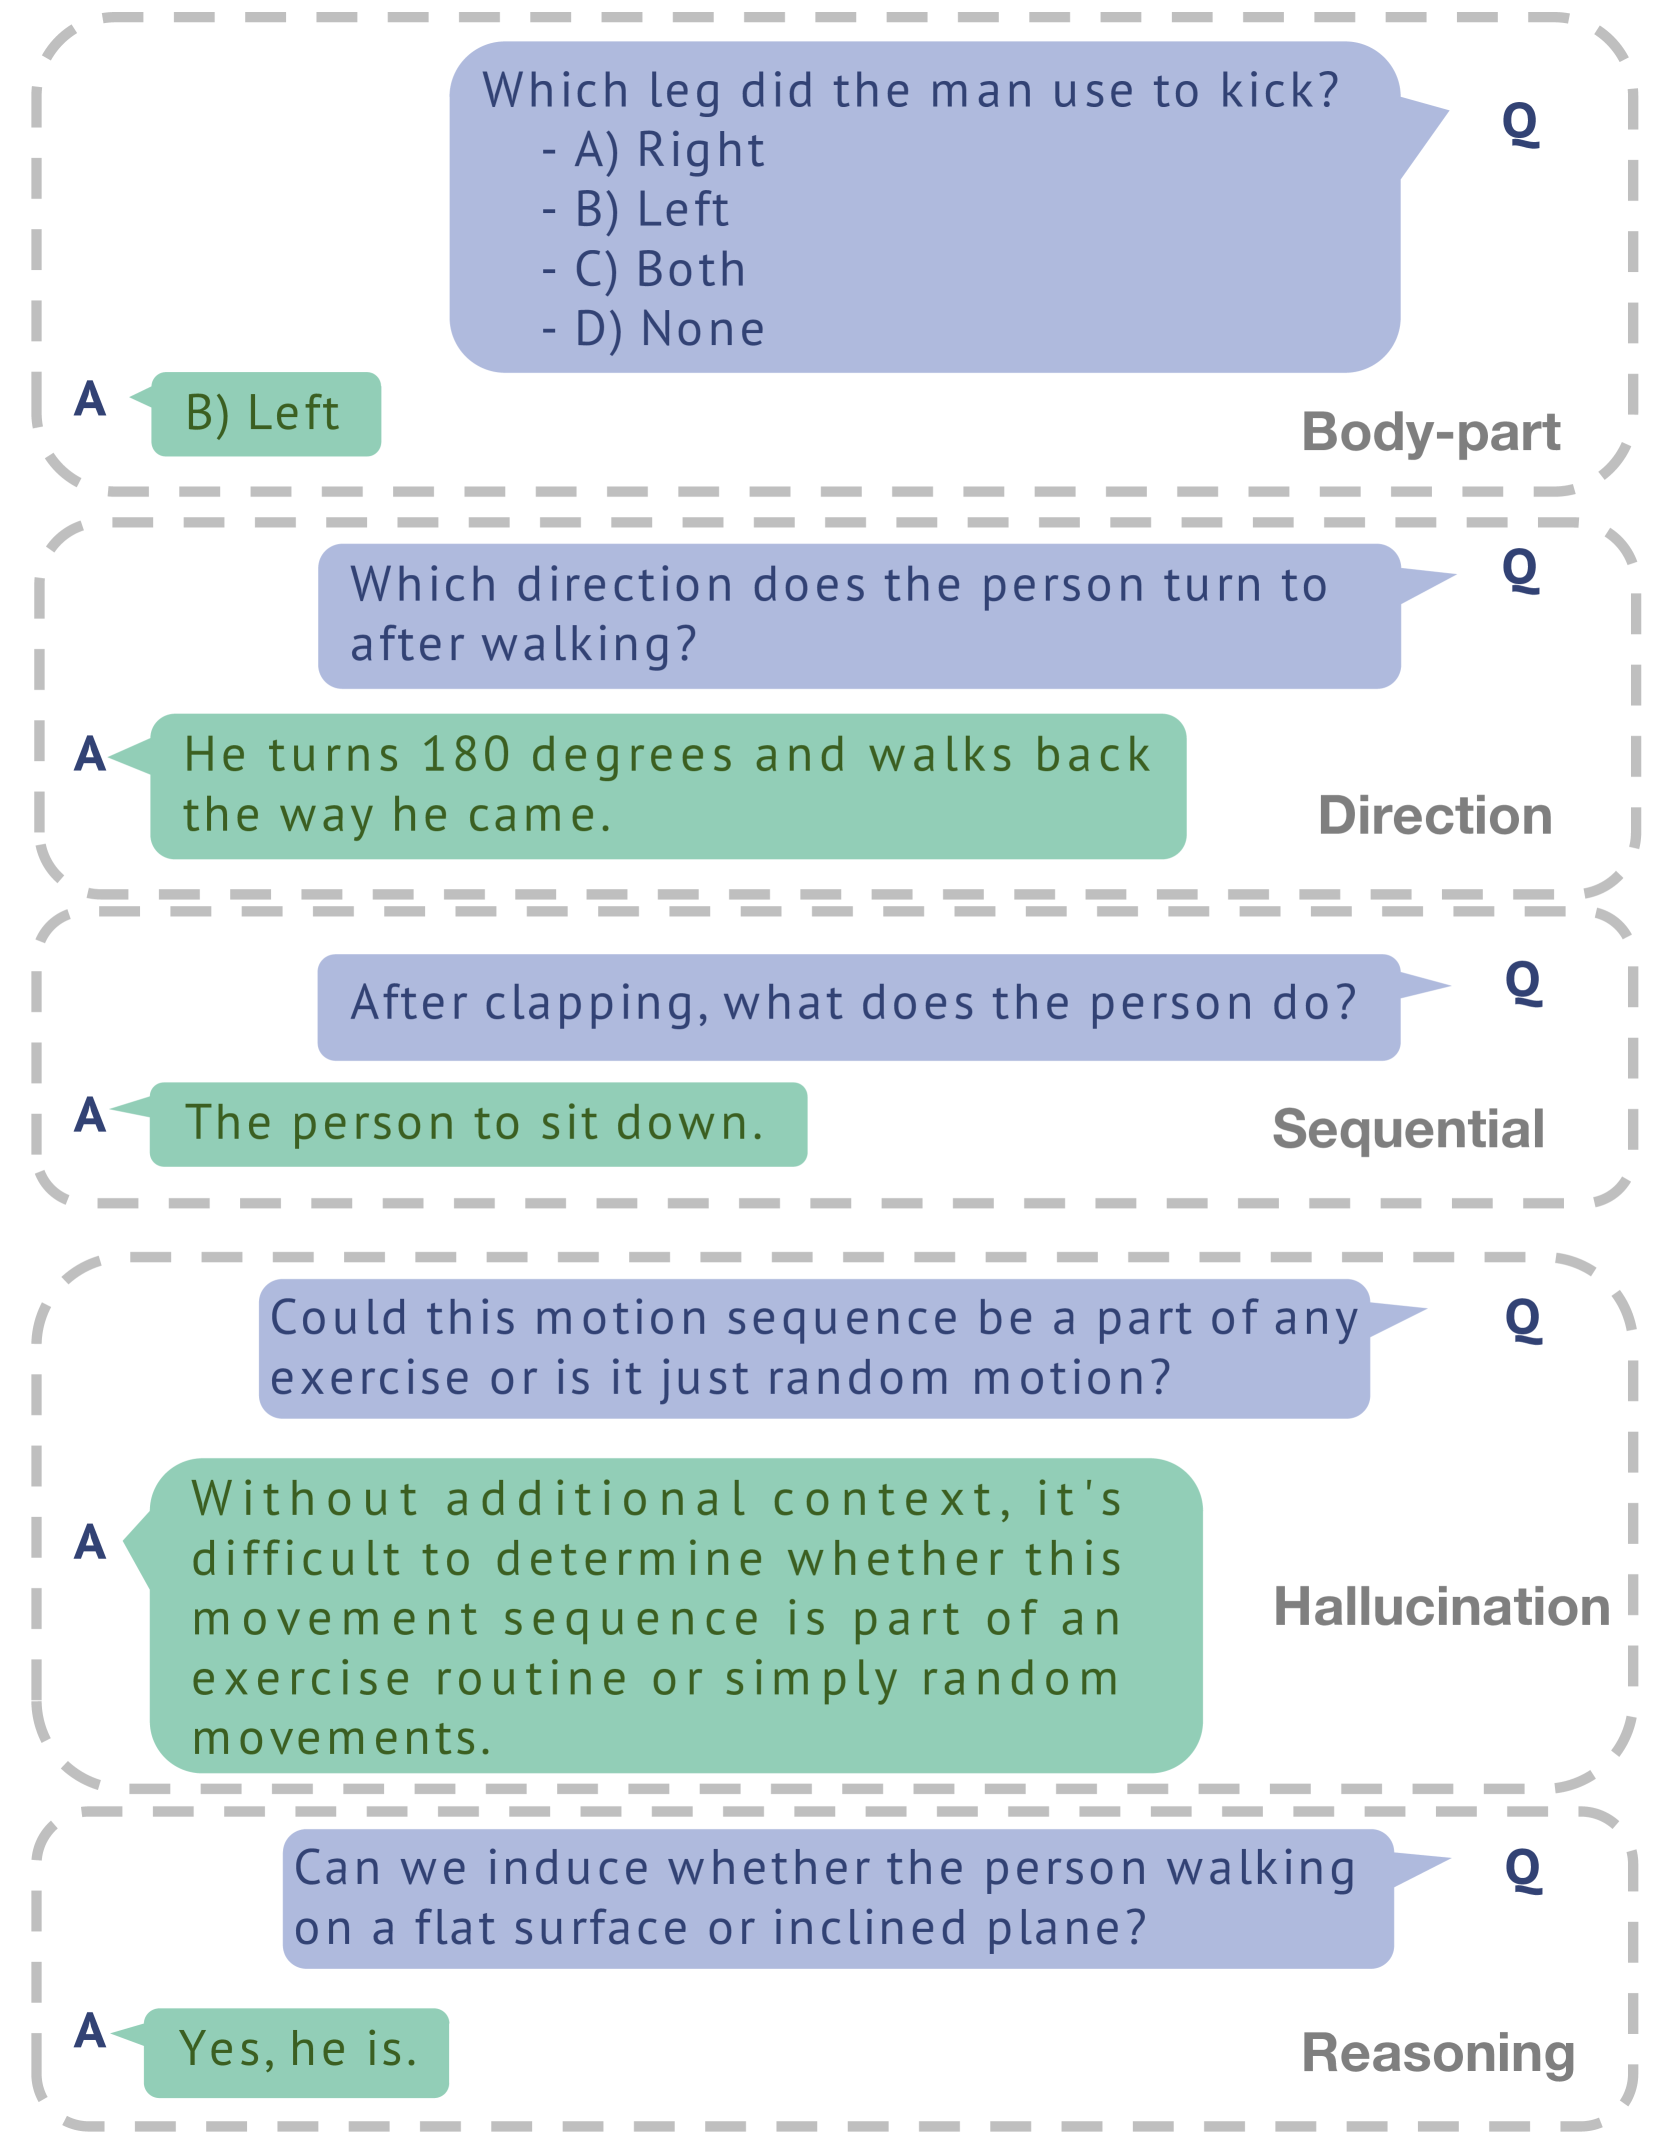 Which leg did the man use to kick?
- A) Right
- B) Left
- C) Both
- D) None
Q
A
B) Left
Body-part
Which direction does the person turn to
after walking?
Q
A
He turns 180 degrees and walks back
the way he came.
Direction
After clapping, what does the person do?
Q
A
The person to sit down.
Sequential
Could this motion sequence be a part of any
exercise or is it just random motion?
Q
A
Without additional context, it's
difficult to determine whether this
movement sequence is part of an
exercise routine or simply random
movements.
Hallucination
Can we induce whether the person walking
on a flat surface or inclined plane?
Q
A
Yes, he is.
Reasoning